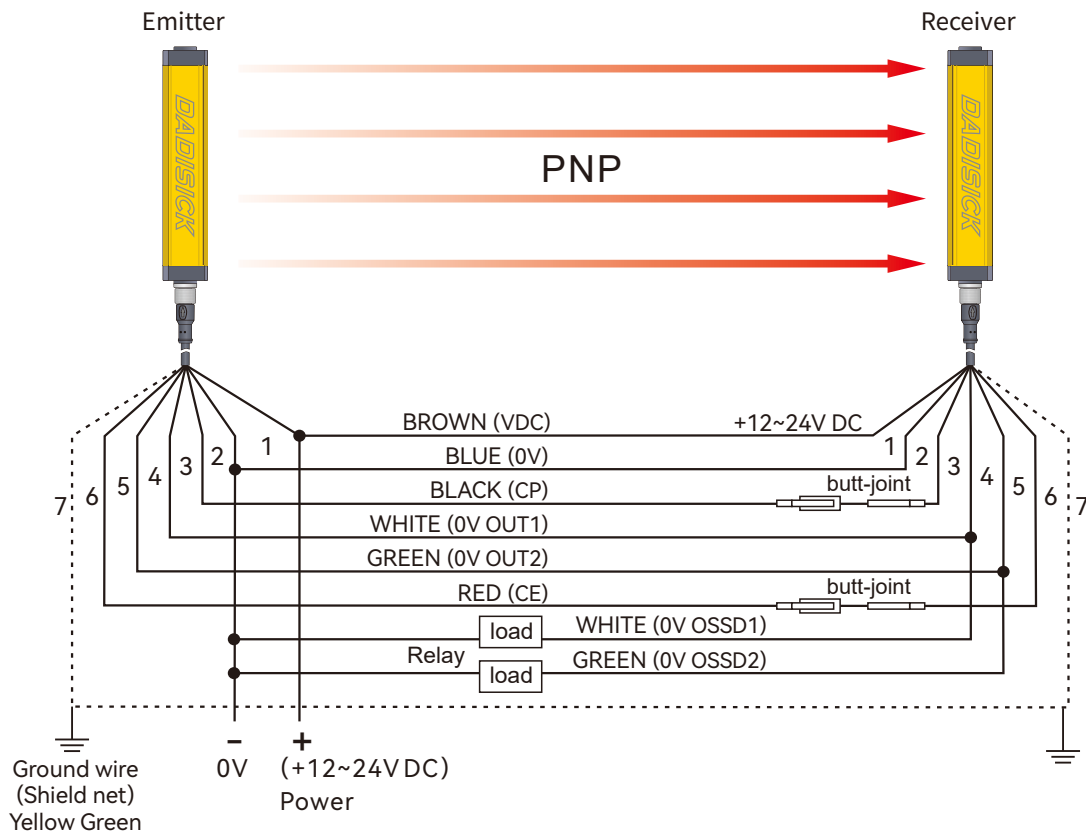 Emitter
Receiver
DADISICK
DADISICK
PNP
BROWN (VDC)
+12~24V DC
BLUE (0V)
BLACK (CP)
butt-joint
WHITE (0V OUT1)
GREEN (0V OUT2)
RED (CE)
butt-joint
load
WHITE (0V OSSD1)
Relay
load
GREEN (0V OSSD2)
7
6
5
4
3
2
1
1
2
3
4
5
6
7
-
+
0V
(+12~24V DC)
Power
Ground wire
(Shield net)
Yellow Green